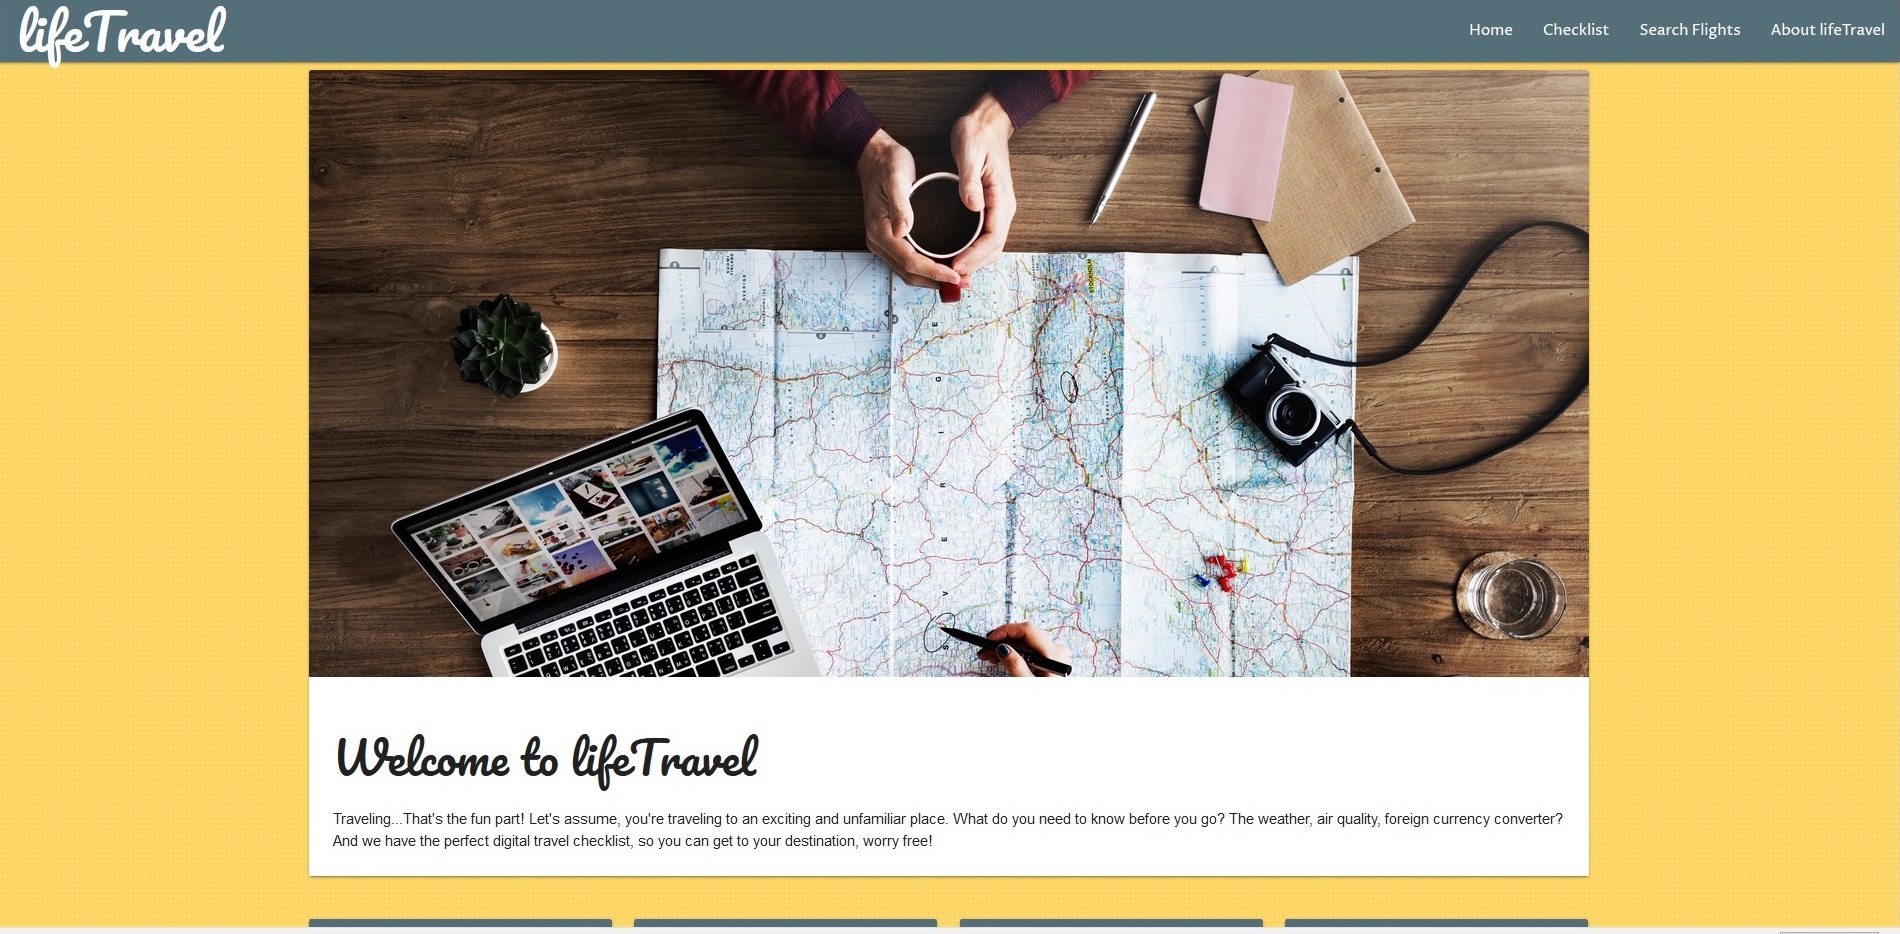 lifeTravel
Home Checklist Search Flights About lifeTravel
STOCKHOLM
S V E R I G E
Welcome to lifeTravel
Traveling...That's the fun part! Let's assume, you're traveling to an exciting and unfamiliar place. What do you need to know before you go? The weather, air quality, foreign currency converter?
And we have the perfect digital travel checklist, so you can get to your destination, worry free!